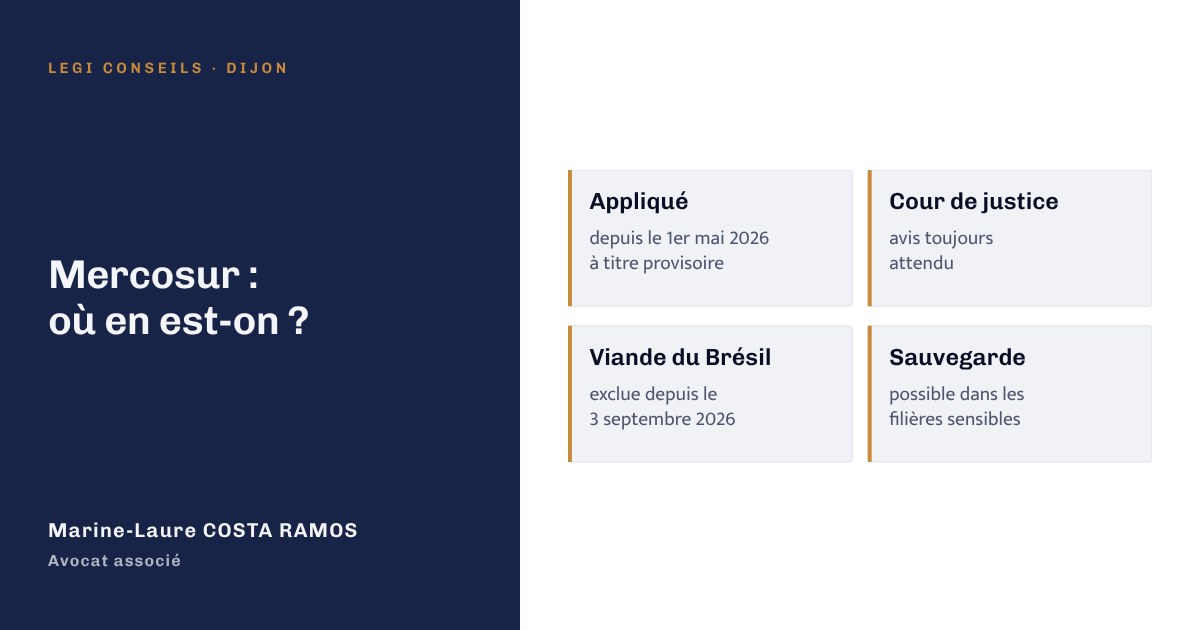 LEGI CONSEILS · DIJON
Mercosur :
où en est-on ?
Marine-Laure COSTA RAMOS
Avocat associé
Appliqué
depuis le 1er mai 2026
à titre provisoire
Cour de justice
avis toujours
attendu
Viande du Brésil
exclue depuis le
3 septembre 2026
Sauvegarde
possible dans les
filières sensibles